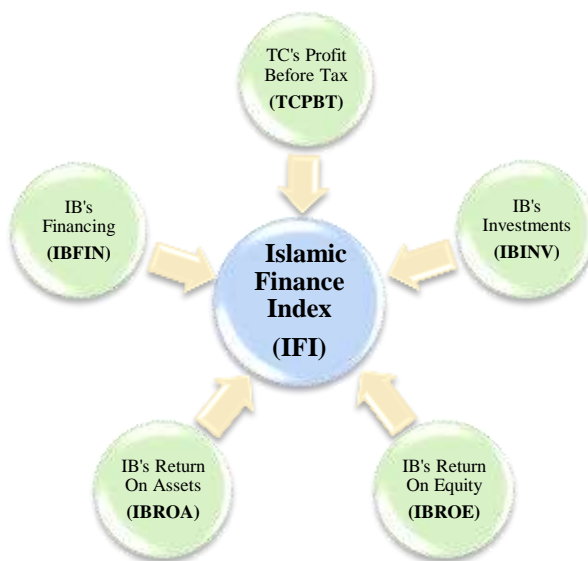 TC's Profit
Before Tax
(TCPBT)
IB's
Financing
(IBFIN)
IB's
Investments
(IBINV)
Islamic
Finance
Index
(IFI)
IB's Return
On Assets
(IBROA)
IB's Return
On Equity
(IBROE)